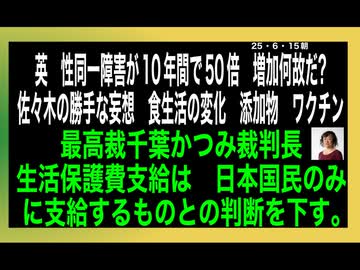 25・6・15朝
英　性同一障害が10年間で50倍　増加何故だ?
佐々木の勝手な妄想　食生活の変化　添加物　ワクチン
最高裁千葉かつみ裁判長
生活保護費支給は　日本国民のみ
に支給するものとの判断を下す。